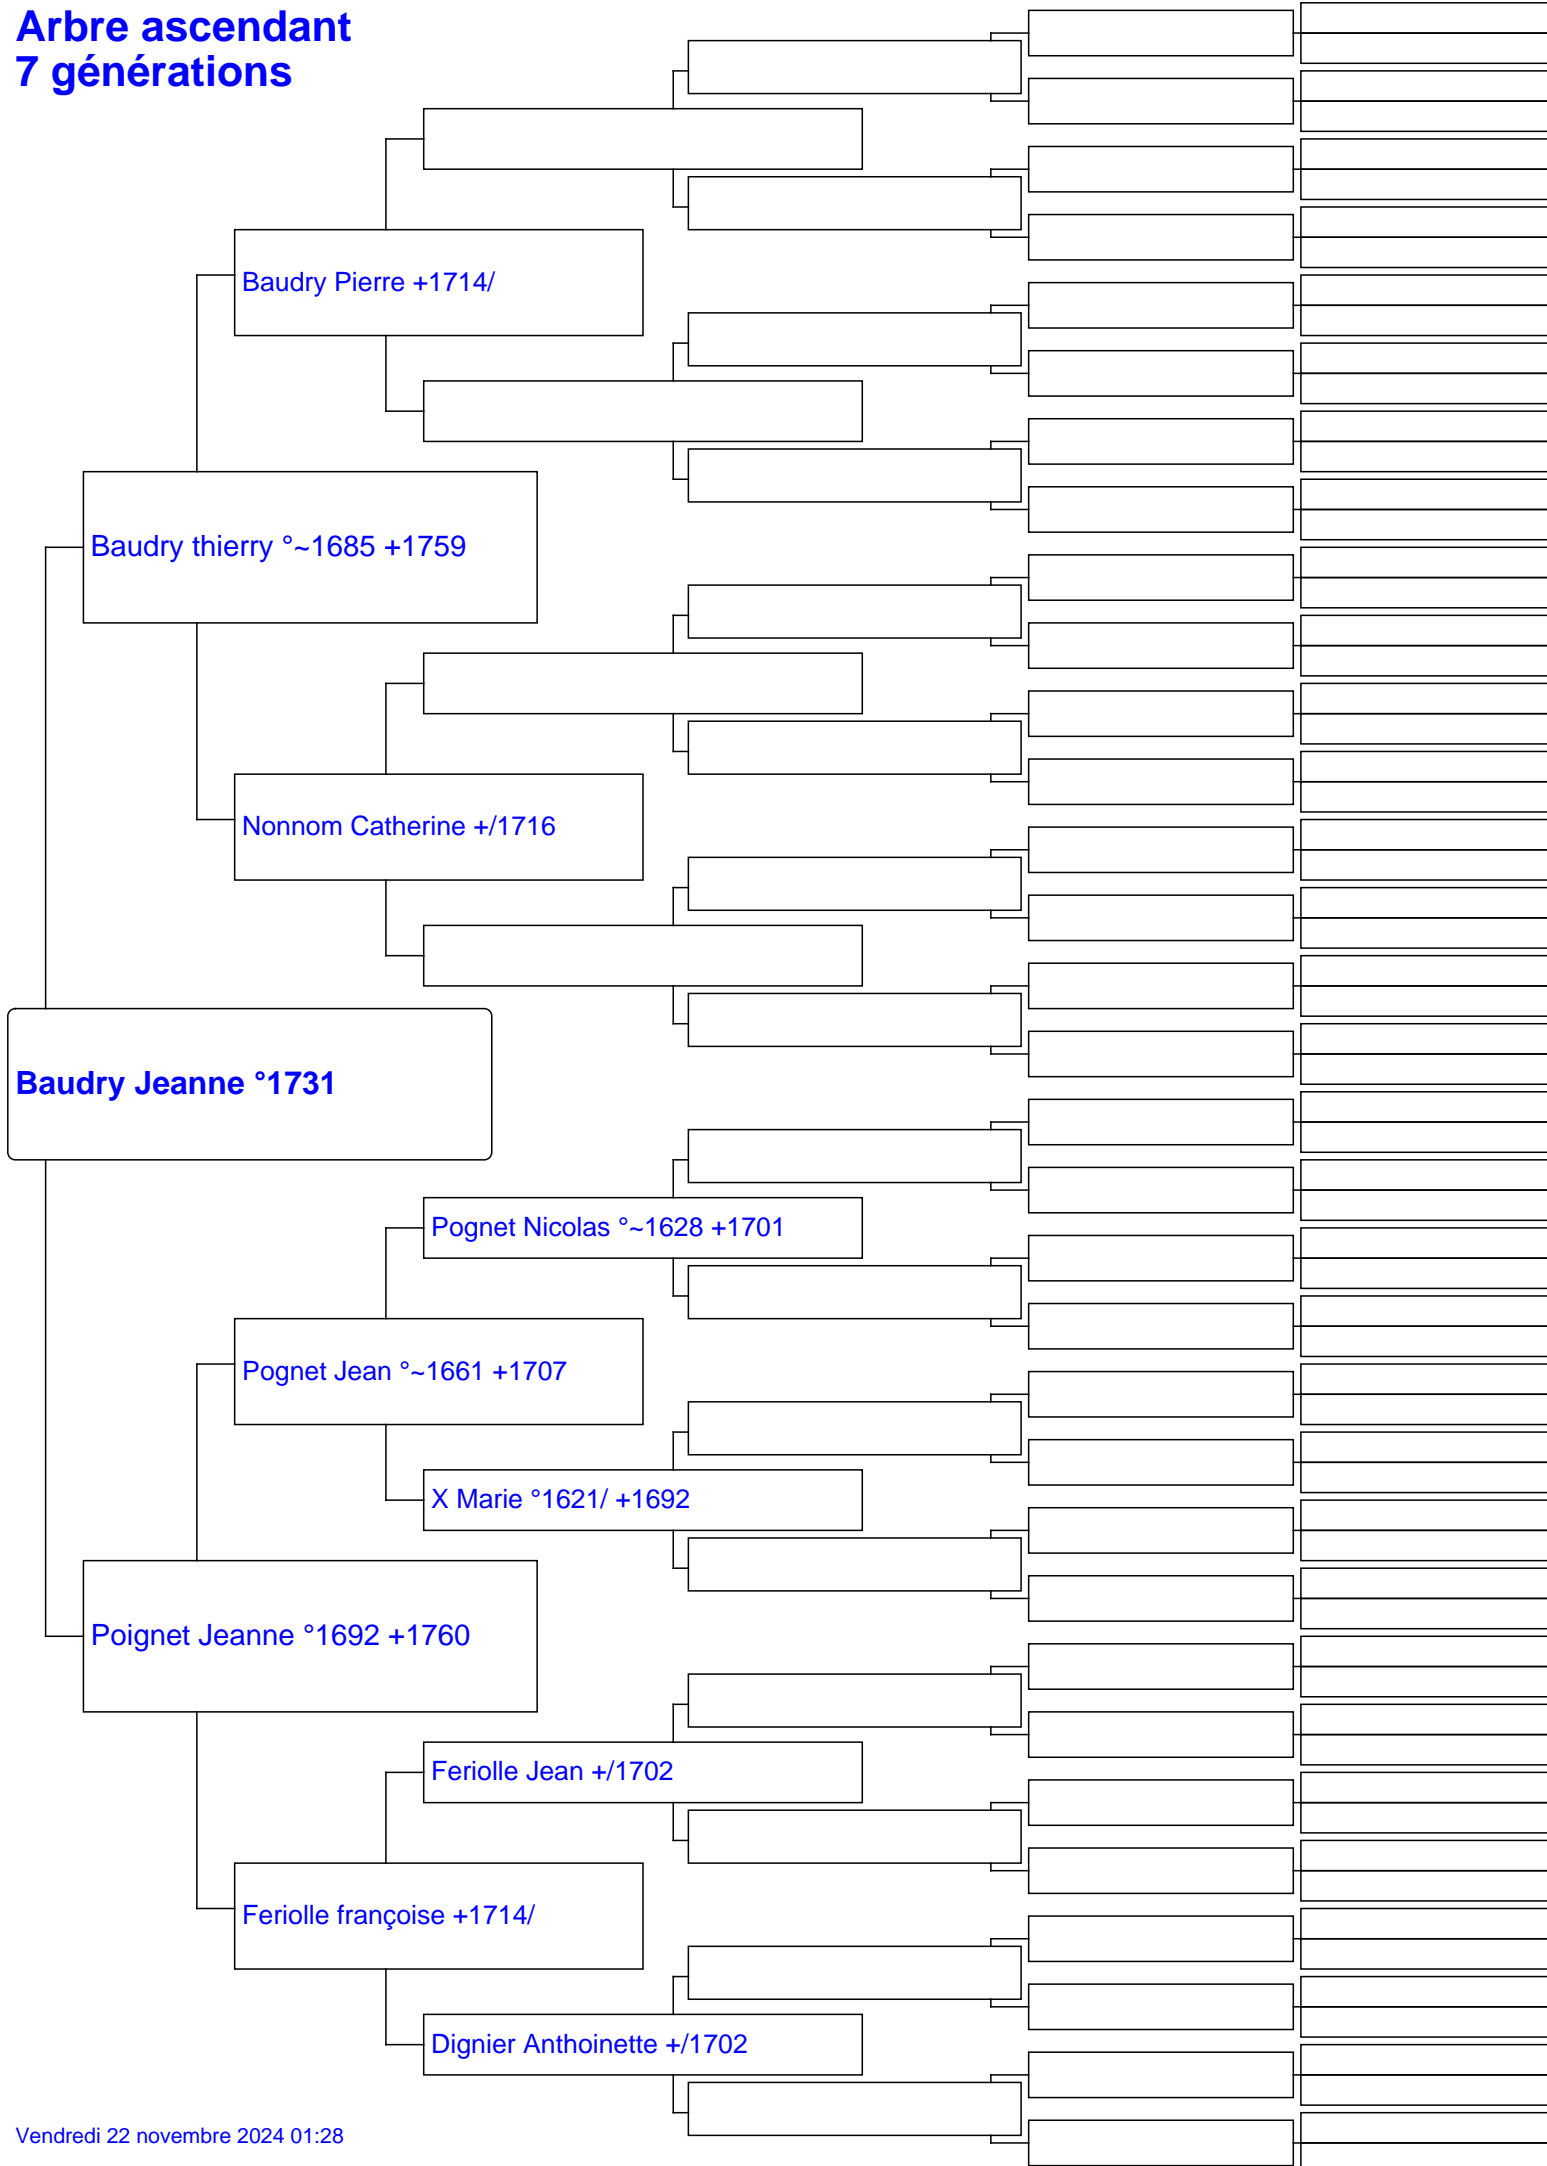 Arbre ascendant
7 générations
Baudry Pierre +1714/
Baudry thierry °~1685 +1759
Nonnom Catherine +/1716
Baudry Jeanne °1731
Pognet Nicolas °~1628 +1701
Pognet Jean °~1661 +1707
X Marie °1621/ +1692
Poignet Jeanne °1692 +1760
Feriolle Jean +/1702
Feriolle françoise +1714/
Dignier Anthoinette +/1702
Vendredi 22 novembre 2024 01:28